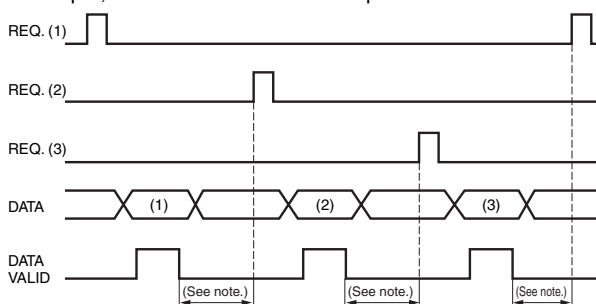 REQ. (1)
REQ. (2)
REQ. (3)
DATA (1) (2) (3)
DATA
VALID
(See note.) (See note.) (See note.)